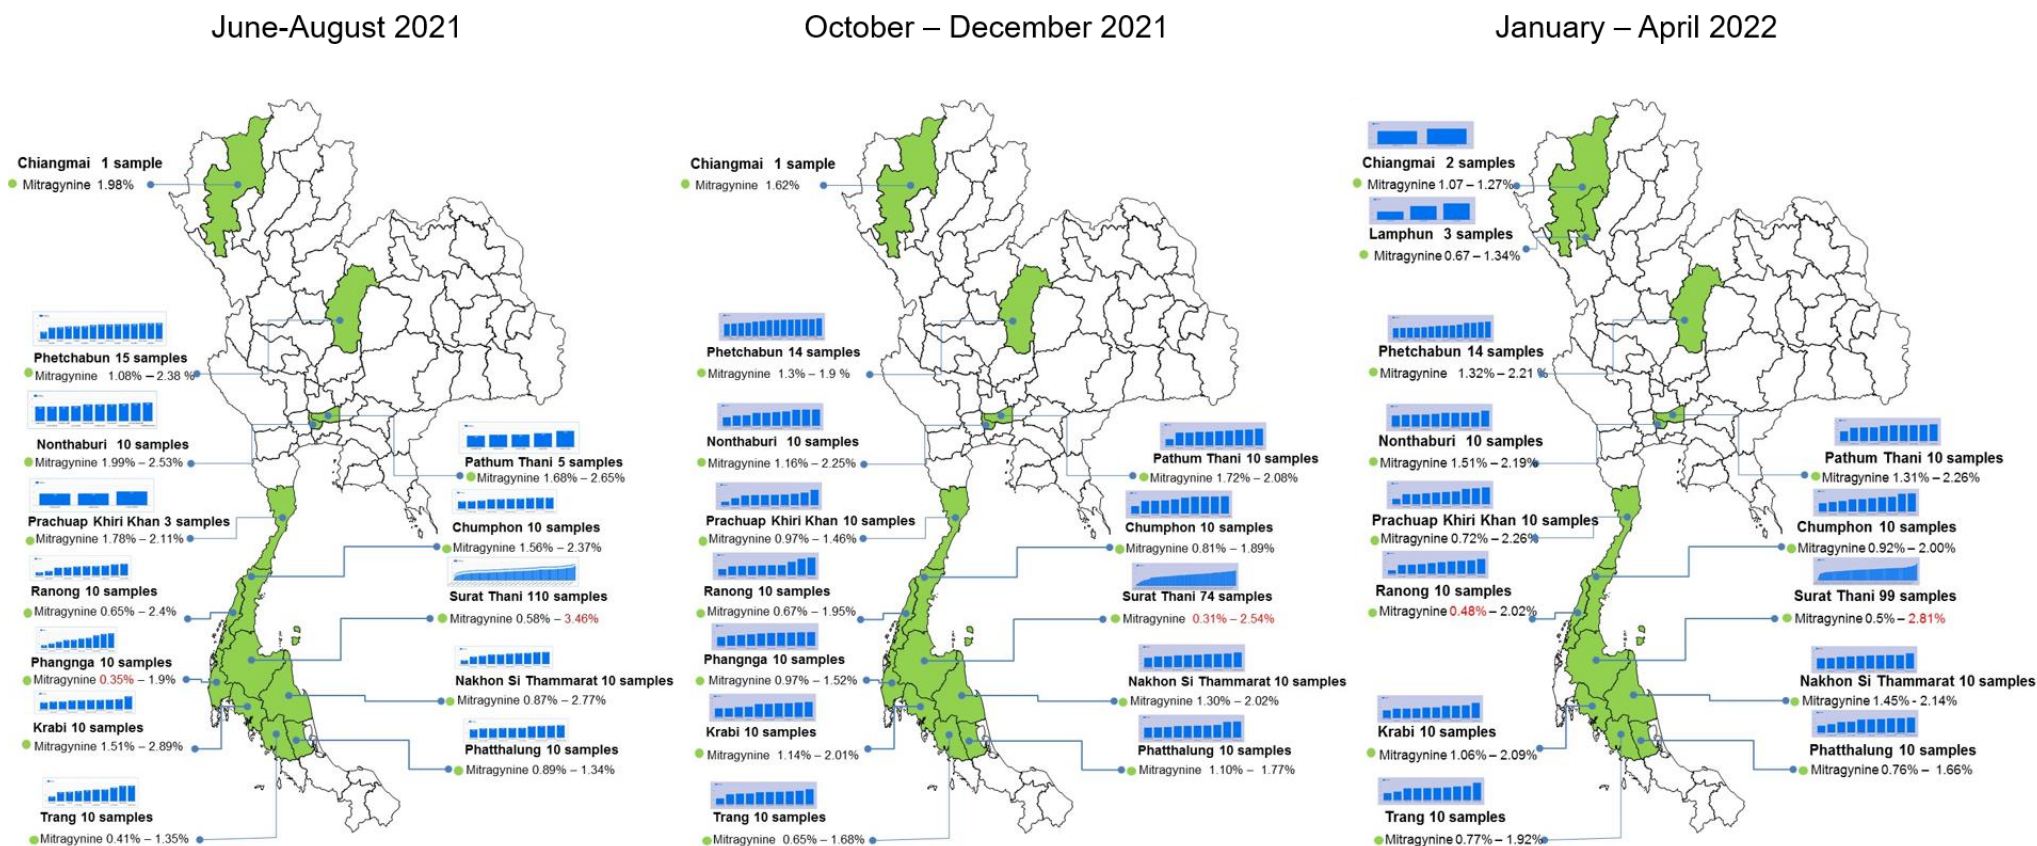 June-August 2021
Chiangmai 1 sample
Mitragynine 1.98%
Phetchabun 15 samples
Mitragynine 1.08% – 2.38 %
Nonthaburi 10 samples
Mitragynine 1.99% – 2.53%
Pathum Thani 5 samples
Mitragynine 1.68% – 2.65%
Prachuap Khiri Khan 3 samples
Mitragynine 1.78% – 2.11%
Chumphon 10 samples
Mitragynine 1.56% – 2.37%
Ranong 10 samples
Mitragynine 0.65% – 2.4%
Surat Thani 110 samples
Mitragynine 0.58% – 3.46%
Phangnga 10 samples
Mitragynine 0.35% – 1.9%
Nakhon Si Thammarat 10 samples
Mitragynine 0.87% – 2.77%
Krabi 10 samples
Mitragynine 1.51% – 2.89%
Phatthalung 10 samples
Mitragynine 0.89% – 1.34%
Trang 10 samples
Mitragynine 0.41% – 1.35%
October – December 2021
Chiangmai 1 sample
Mitragynine 1.62%
Phetchabun 14 samples
Mitragynine 1.3% – 1.9 %
Nonthaburi 10 samples
Mitragynine 1.16% – 2.25%
Pathum Thani 10 samples
Mitragynine 1.72% – 2.08%
Prachuap Khiri Khan 10 samples
Mitragynine 0.97% – 1.46%
Chumphon 10 samples
Mitragynine 0.81% – 1.89%
Ranong 10 samples
Mitragynine 0.67% – 1.95%
Surat Thani 74 samples
Mitragynine 0.31% – 2.54%
Phangnga 10 samples
Mitragynine 0.97% – 1.52%
Nakhon Si Thammarat 10 samples
Mitragynine 1.30% – 2.02%
Krabi 10 samples
Mitragynine 1.14% – 2.01%
Phatthalung 10 samples
Mitragynine 1.10% – 1.77%
Trang 10 samples
Mitragynine 0.65% – 1.68%
January – April 2022
Chiangmai 2 samples
Mitragynine 1.07 – 1.27%
Lamphun 3 samples
Mitragynine 0.67 – 1.34%
Phetchabun 14 samples
Mitragynine 1.32% – 2.21 %
Nonthaburi 10 samples
Mitragynine 1.51% – 2.19%
Pathum Thani 10 samples
Mitragynine 1.31% – 2.26%
Prachuap Khiri Khan 10 samples
Mitragynine 0.72% – 2.26%
Chumphon 10 samples
Mitragynine 0.92% – 2.00%
Ranong 10 samples
Mitragynine 0.48% – 2.02%
Surat Thani 99 samples
Mitragynine 0.5% – 2.81%
Nakhon Si Thammarat 10 samples
Mitragynine 1.45% - 2.14%
Krabi 10 samples
Mitragynine 1.06% – 2.09%
Phatthalung 10 samples
Mitragynine 0.76% – 1.66%
Trang 10 samples
Mitragynine 0.77% – 1.92%